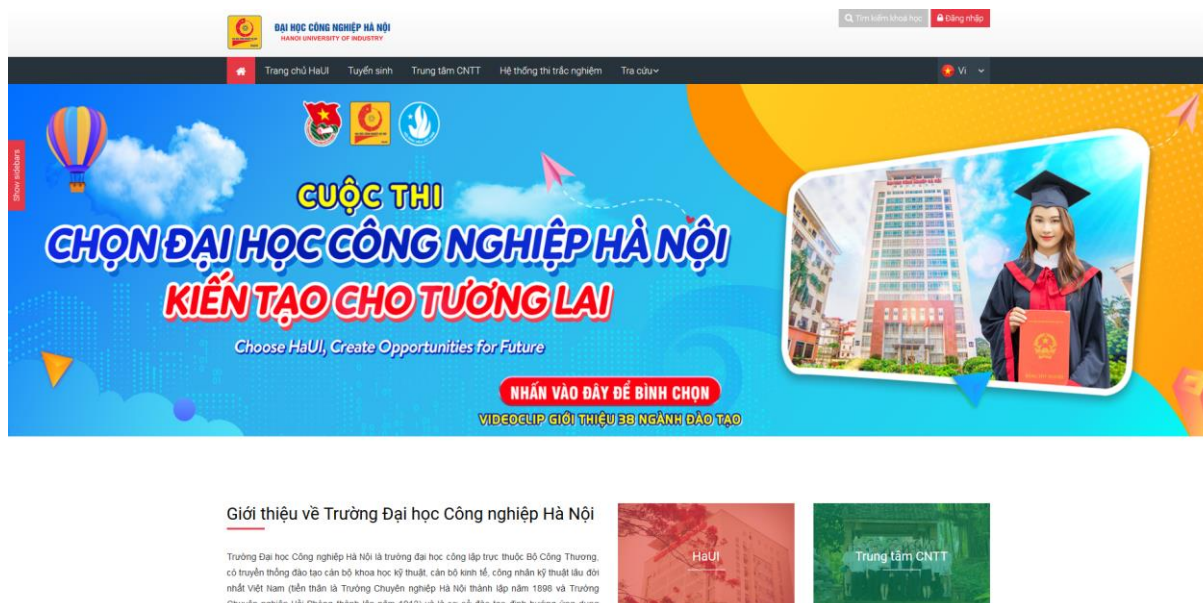 ĐẠI HỌC CÔNG NGHIỆP HÀ NỘI
HANOI UNIVERSITY OF INDUSTRY
Tìm kiếm khoá học
Đăng nhập
Trang chủ HaUI
Tuyển sinh
Trung tâm CNTT
Hệ thống thi trắc nghiệm
Tra cứu
Vi
Show sidebars
CUỘC THI
CHỌN ĐẠI HỌC CÔNG NGHIỆP HÀ NỘI
KIẾN TẠO CHO TƯƠNG LAI
Choose HaUI, Create Opportunities for Future
NHẤN VÀO ĐÂY ĐỂ BÌNH CHỌN
VIDEOCLIP GIỚI THIỆU 38 NGÀNH ĐÀO TẠO
Giới thiệu về Trường Đại học Công nghiệp Hà Nội
Trường Đại học Công nghiệp Hà Nội là trường đại học công lập trực thuộc Bộ Công Thương,
có truyền thống đào tạo cán bộ khoa học kỹ thuật, cán bộ kinh tế, công nhân kỹ thuật lâu đời
nhất Việt Nam (tiền thân là Trường Chuyên nghiệp Hà Nội thành lập năm 1898 và Trường
HaUI
Trung tâm CNTT